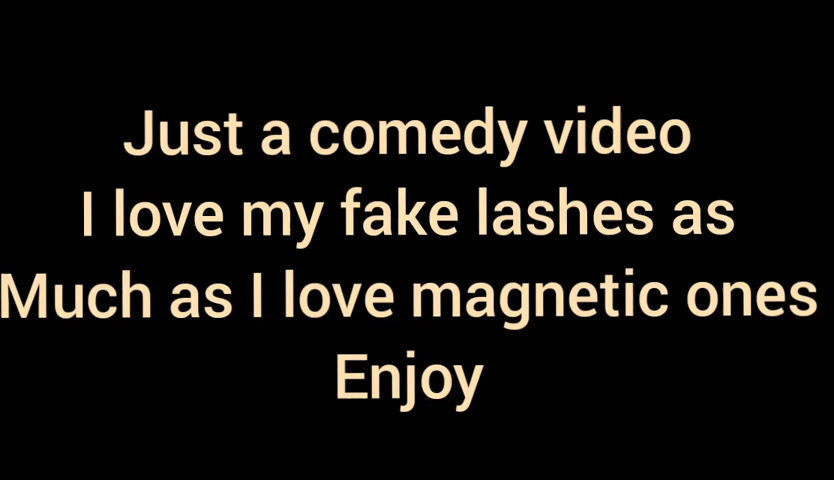 Just a comedy video
I love my fake lashes as
Much as I love magnetic ones
Enjoy